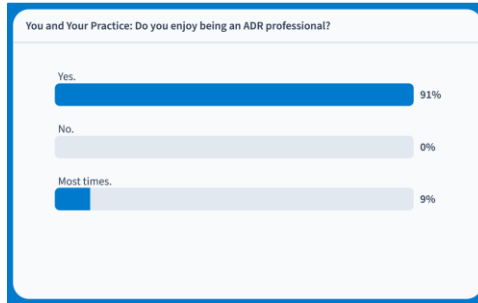 You and Your Practice: Do you enjoy being an ADR professional?
Yes.
91%
No.
0%
Most times.
9%